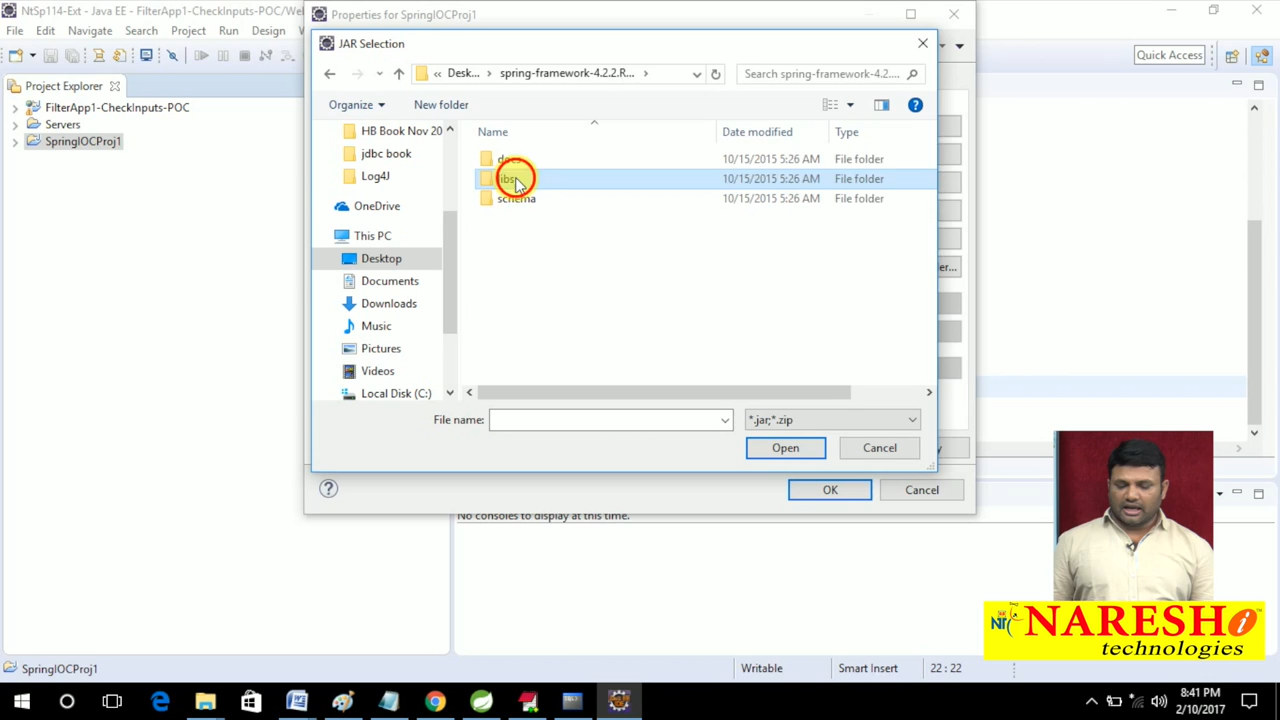 NtSp114-Ext - Java EE - FilterApp1-CheckInputs-POC/We
Properties for SpringIOCProj1
File Edit Navigate Search Project Run Design
JAR Selection
Quick Access
« Desk... › spring-framework-4.2.2.R... ›
Search spring-framework-4.2....
Project Explorer
Organize
New folder
FilterApp1-CheckInputs-POC
Servers
SpringIOCProj1
HB Book Nov 20
jdbc book
Log4J
OneDrive
This PC
Desktop
Documents
Downloads
Music
Pictures
Videos
Local Disk (C:)
Name Date modified Type
docs 10/15/2015 5:26 AM File folder
libs 10/15/2015 5:26 AM File folder
schema 10/15/2015 5:26 AM File folder
er...
File name:
*.jar;*.zip
Open
Cancel
y
OK
Cancel
No consoles to display at this time.
NARESH i
technologies
SpringIOCProj1
Writable
Smart Insert
22 : 22
8:41 PM
2/10/2017